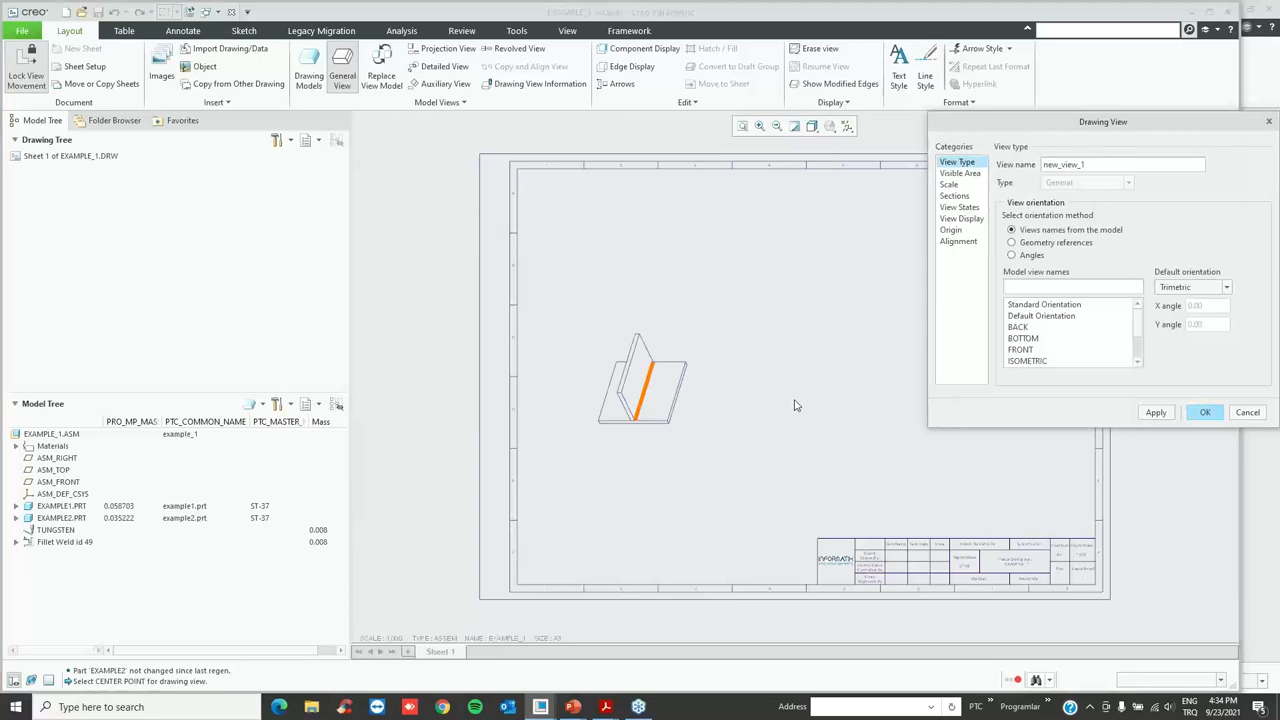 creo
File
Layout
Table
Annotate
Sketch
Legacy Migration
Analysis
Review
Tools
View
Framework
Lock View
Movement
New Sheet
Sheet Setup
Move or Copy Sheets
Document
Images
Import Drawing/Data
Object
Copy from Other Drawing
Insert
Drawing
Models
General
View
Replace
View Model
Projection View
Detailed View
Auxiliary View
Revolved View
Copy and Align View
Drawing View Information
Model Views
Component Display
Edge Display
Arrows
Hatch / Fill
Convert to Draft Group
Move to Sheet
Edit
Erase view
Resume View
Show Modified Edges
Display
Text
Style
Line
Style
Arrow Style
Repeat Last Format
Hyperlink
Format
Model Tree
Folder Browser
Favorites
Drawing Tree
Sheet 1 of EXAMPLE_1.DRW
Model Tree
PRO_MP_MAS
PTC_COMMON_NAME
PTC_MASTER_
Mass
EXAMPLE_1.ASM example_1
Materials
ASM_RIGHT
ASM_TOP
ASM_FRONT
ASM_DEF_CSYS
EXAMPLE1.PRT 0.058703 example1.prt ST-37
EXAMPLE2.PRT 0.035222 example2.prt ST-37
TUNGSTEN 0.008
Fillet Weld id 49 0.008
Drawing View
Categories
View Type
Visible Area
Scale
Sections
View States
View Display
Origin
Alignment
View type
View name new_view_1
Type General
View orientation
Select orientation method
Views names from the model
Geometry references
Angles
Model view names
Default orientation
Trimetric
Standard Orientation
Default Orientation
BACK
BOTTOM
FRONT
ISOMETRIC
X angle 0.00
Y angle 0.00
Apply
OK
Cancel
INFORMATIK
SCALE : 1,000 TYPE : ASSEM NAME : EXAMPLE_1 SIZE : A3
Sheet 1
• Part 'EXAMPLE2' not changed since last regen.
Select CENTER POINT for drawing view.
Type here to search
Address
PTC
Programlar
ENG
TRQ
4:34 PM
9/23/2021